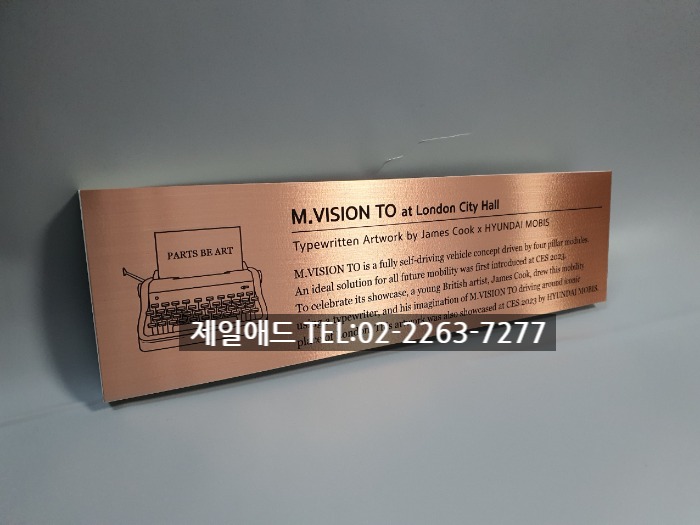 PARTS BE ART
M.VISION TO at London City Hall
Typewritten Artwork by James Cook x HYUNDAI MOBIS
M.VISION TO is a fully self-driving vehicle concept driven by four pillar modules
An ideal solution for all future mobility was first introduced at CES 2023.
To celebrate its showcase, a young British artist, James Cook, drew this mobility
using a typewriter, and his imagination of M.VISION TO driving around iconic
London was also showcased at CES 2023 by HYUNDAI MOBIS.
제일애드 TEL:02-2263-7277